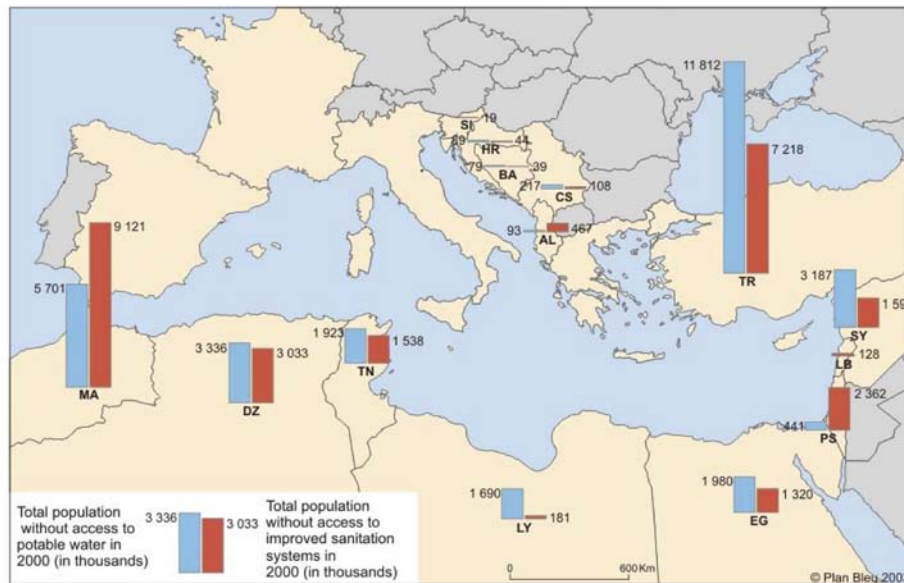 11 812
7 218
TR
19
SI
89
44
HR
79
39
BA
217
108
CS
93
467
AL
9 121
5 701
MA
3 336
3 033
DZ
1 923
1 538
TN
3 187
1 59
SY
128
LB
2 362
441
PS
1 690
181
LY
1 980
1 320
EG
Total population
without access to
potable water in
2000 (in thousands)
3 336
3 033
Total population
without access to
improved sanitation
systems in
2000 (in thousands)
0 600 Km
© Plan Bleu 200